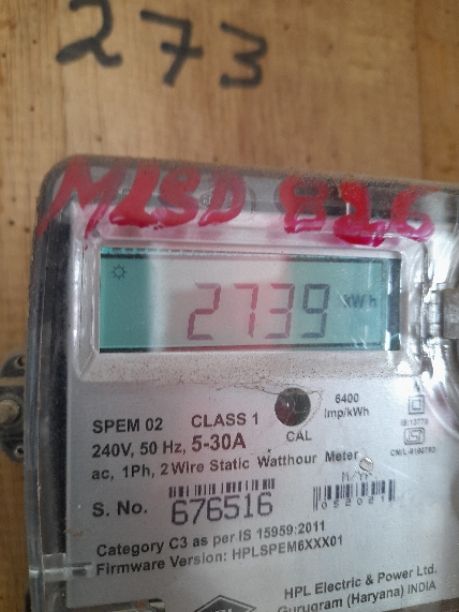 273
MLSD 826
2739 kWh
6400
Imp/kWh
SPEM 02 CLASS 1
CAL
240V, 50 Hz, 5-30A
ac, 1Ph, 2 Wire Static Watthour Meter
M/YR
S. No. 676516
052021
Category C3 as per IS 15959:2011
Firmware Version: HPLSPEM6XXX01
HPL Electric & Power Ltd.
Gurugram (Haryana) INDIA